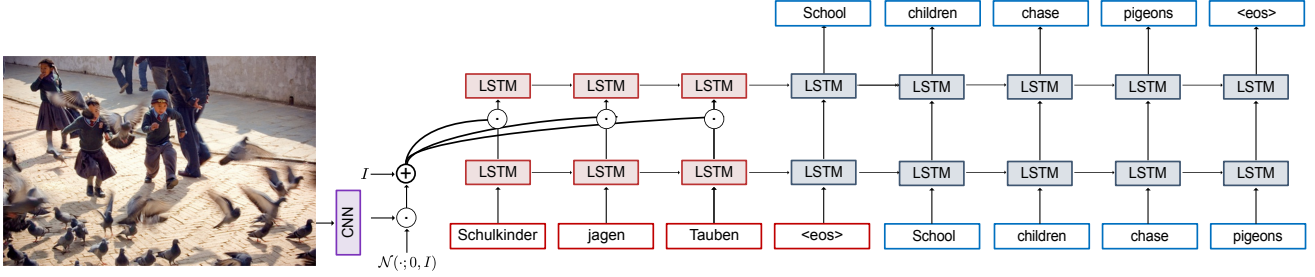 School children chase pigeons <eos>
LSTM LSTM LSTM LSTM LSTM LSTM LSTM LSTM
I
LSTM LSTM LSTM LSTM LSTM LSTM LSTM LSTM
CNN
Schulkinder jagen Tauben <eos> School children chase pigeons
𝒩(·; 0, I)